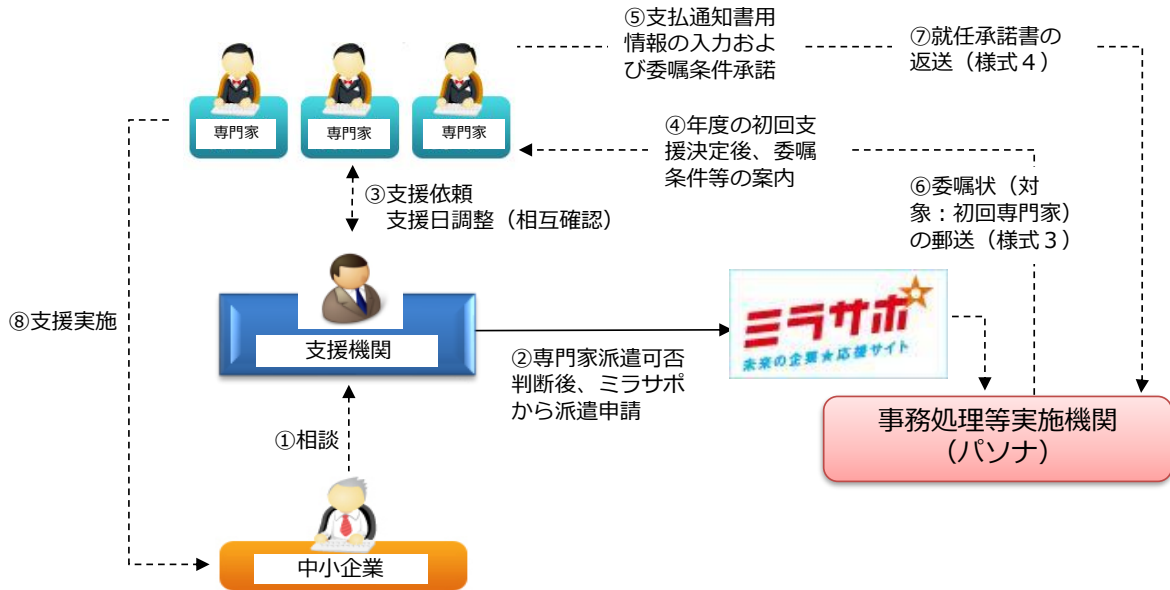 ⑤支払通知書用
情報の入力およ
び委嘱条件承諾
⑦就任承諾書の
返送（様式４）
専門家
専門家
専門家
④年度の初回支
援決定後、委嘱
条件等の案内
③支援依頼
支援日調整（相互確認）
⑥委嘱状（対
象：初回専門家）
の郵送（様式３）
⑧支援実施
支援機関
ミラサポ
未来の企業★応援サイト
②専門家派遣可否
判断後、ミラサポ
から派遣申請
①相談
事務処理等実施機関
（パソナ）
中小企業